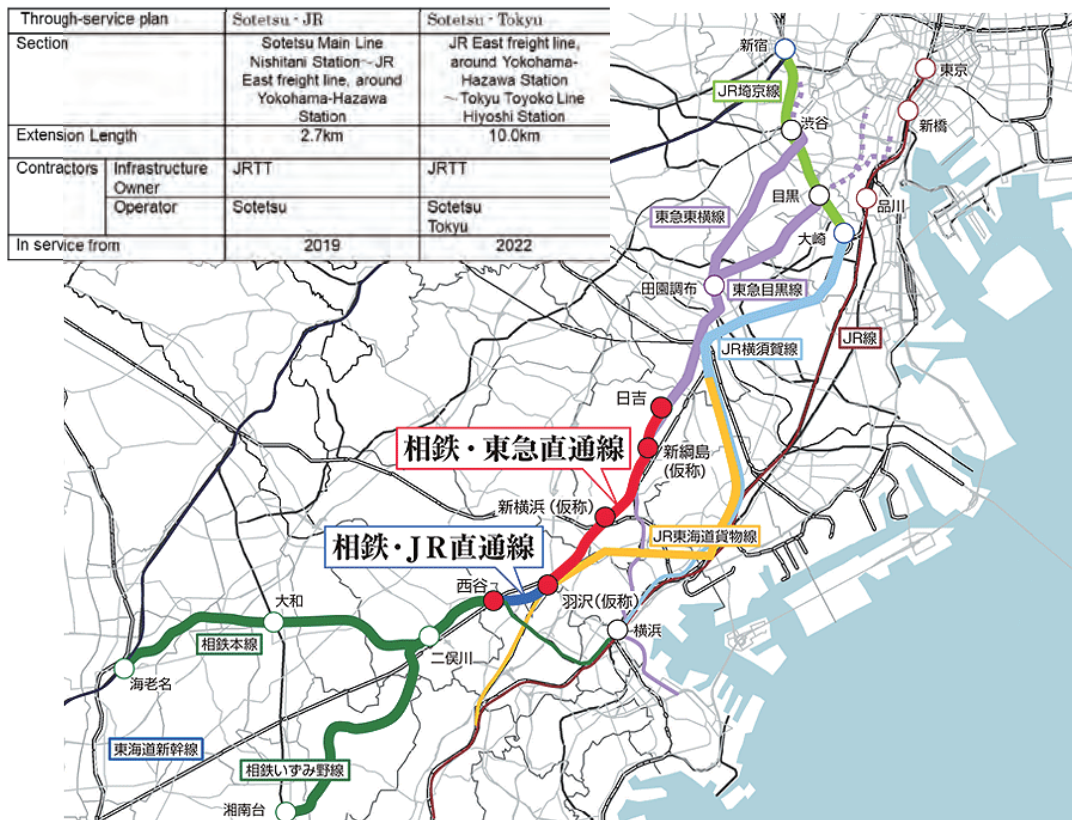 Through-service plan
Sotetsu・JR
Sotetsu・Tokyu
Section
Sotetsu Main Line
Nishitani Station～JR
East freight line, around
Yokohama-Hazawa
Station
JR East freight line,
around Yokohama-
Hazawa Station
～Tokyu Toyoko Line
Hiyoshi Station
Extension Length
2.7km
10.0km
Contractors
Infrastructure
Owner
JRTT
JRTT
Operator
Sotetsu
Sotetsu
Tokyu
In service from
2019
2022
新宿
東京
JR埼京線
渋谷
新橋
目黒
品川
東急東横線
大崎
田園調布
東急目黒線
JR横須賀線
JR線
日吉
相鉄・東急直通線
新綱島
(仮称)
新横浜(仮称)
JR東海道貨物線
相鉄・JR直通線
西谷
羽沢(仮称)
大和
横浜
相鉄本線
二俣川
海老名
東海道新幹線
相鉄いずみ野線
湘南台